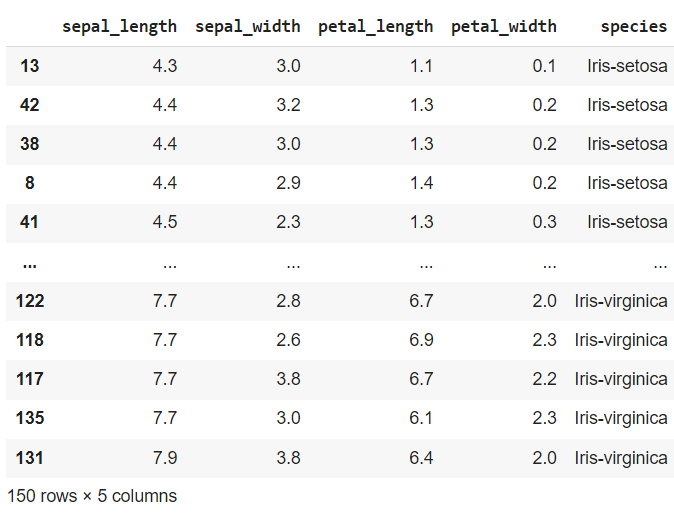 sepal_length sepal_width petal_length petal_width species
13 4.3 3.0 1.1 0.1 Iris-setosa
42 4.4 3.2 1.3 0.2 Iris-setosa
38 4.4 3.0 1.3 0.2 Iris-setosa
8 4.4 2.9 1.4 0.2 Iris-setosa
41 4.5 2.3 1.3 0.3 Iris-setosa
... ... ... ... ... ...
122 7.7 2.8 6.7 2.0 Iris-virginica
118 7.7 2.6 6.9 2.3 Iris-virginica
117 7.7 3.8 6.7 2.2 Iris-virginica
135 7.7 3.0 6.1 2.3 Iris-virginica
131 7.9 3.8 6.4 2.0 Iris-virginica
150 rows × 5 columns